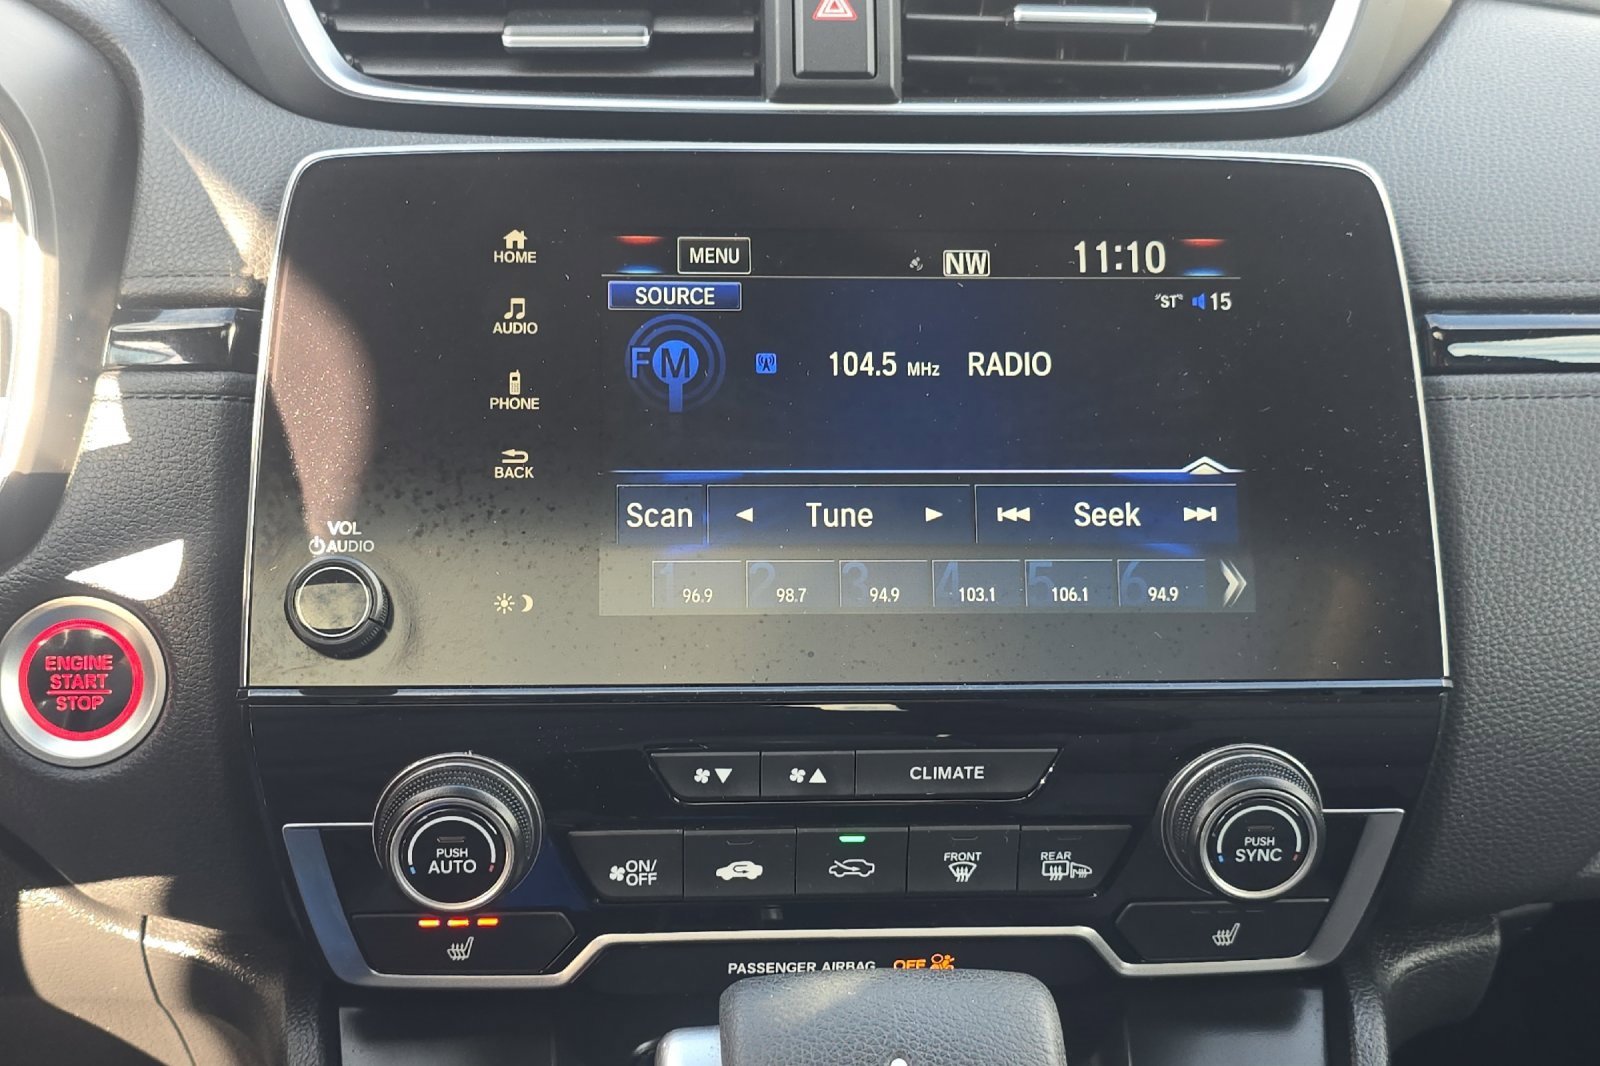 HOME
MENU
NW
11:10
SOURCE
"ST"
15
AUDIO
FM
104.5 MHz RADIO
PHONE
BACK
Scan
Tune
Seek
VOL
AUDIO
1 96.9
2 98.7
3 94.9
4 103.1
5 106.1
6 94.9
ENGINE
START
STOP
CLIMATE
PUSH
AUTO
ON/
OFF
FRONT
REAR
PUSH
SYNC
PASSENGER AIRBAG OFF